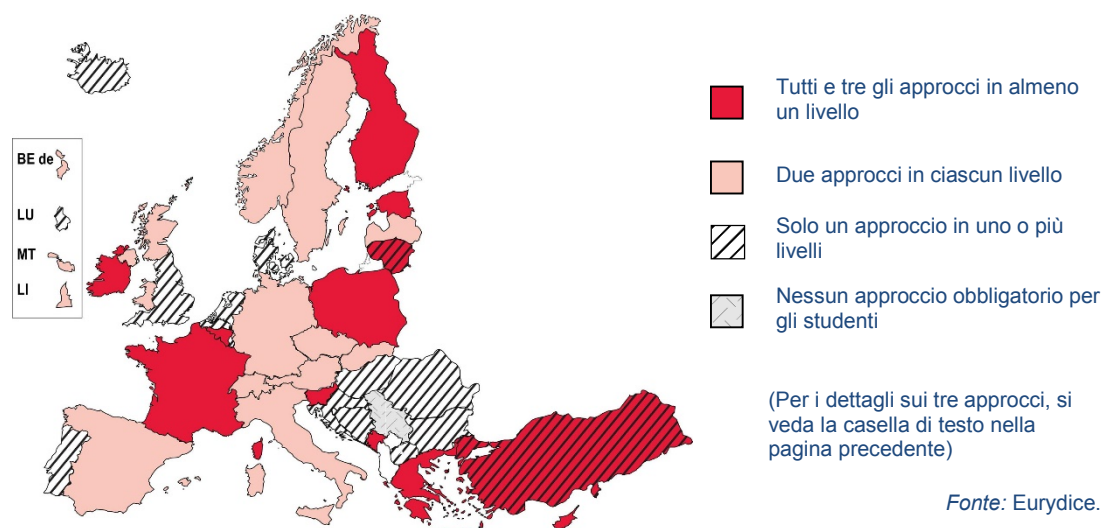 BE de
LU
MT
LI
Tutti e tre gli approcci in almeno
un livello
Due approcci in ciascun livello
Solo un approccio in uno o più
livelli
Nessun approccio obbligatorio per
gli studenti
(Per i dettagli sui tre approcci, si
veda la casella di testo nella
pagina precedente)
Fonte: Eurydice.